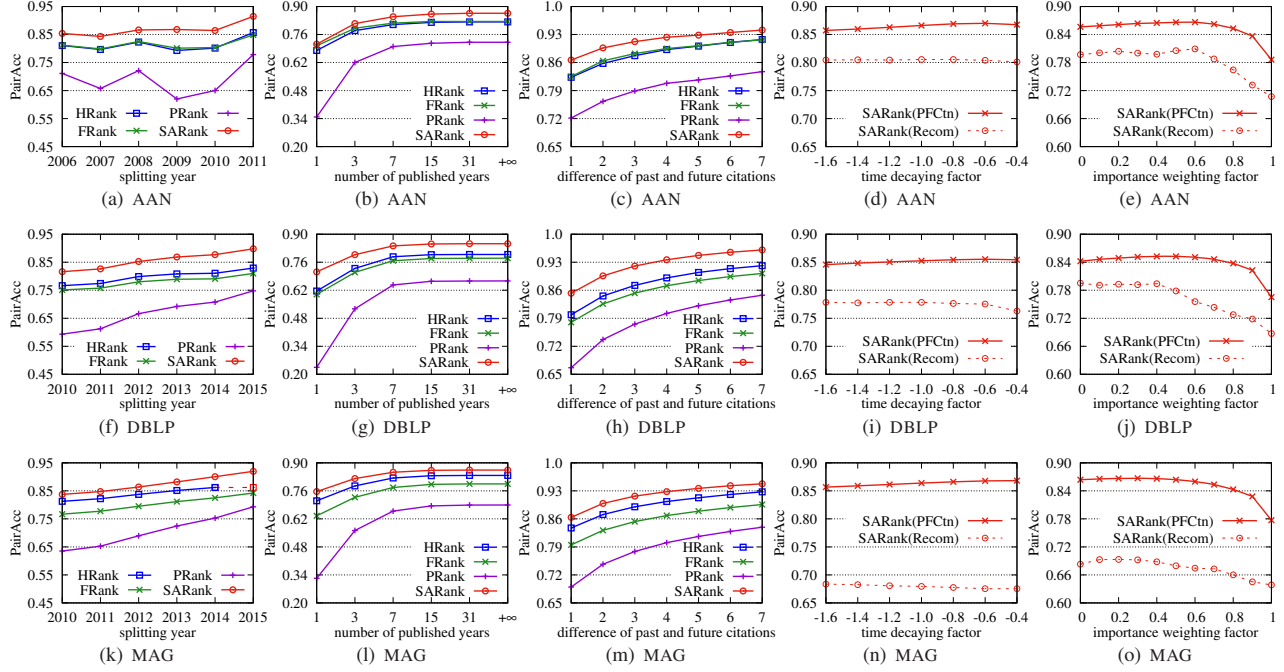 PairAcc
0.95
0.85
0.75
0.65
0.55
0.45
2006 2007 2008 2009 2010 2011
splitting year
HRank
FRank
PRank
SARank
(a) AAN
PairAcc
0.90
0.76
0.62
0.48
0.34
0.20
1 3 7 15 31 +∞
number of published years
HRank
FRank
PRank
SARank
(b) AAN
PairAcc
1.0
0.93
0.86
0.79
0.72
0.65
1 2 3 4 5 6 7
difference of past and future citations
HRank
FRank
PRank
SARank
(c) AAN
PairAcc
0.90
0.85
0.80
0.75
0.70
0.65
-1.6 -1.4 -1.2 -1.0 -0.8 -0.6 -0.4
time decaying factor
SARank(PFCtn)
SARank(Recom)
(d) AAN
PairAcc
0.90
0.84
0.78
0.72
0.66
0.60
0 0.2 0.4 0.6 0.8 1
importance weighting factor
SARank(PFCtn)
SARank(Recom)
(e) AAN
PairAcc
0.95
0.85
0.75
0.65
0.55
0.45
2010 2011 2012 2013 2014 2015
splitting year
HRank
FRank
PRank
SARank
(f) DBLP
PairAcc
0.90
0.76
0.62
0.48
0.34
0.20
1 3 7 15 31 +∞
number of published years
HRank
FRank
PRank
SARank
(g) DBLP
PairAcc
1.0
0.93
0.86
0.79
0.72
0.65
1 2 3 4 5 6 7
difference of past and future citations
HRank
FRank
PRank
SARank
(h) DBLP
PairAcc
0.90
0.85
0.80
0.75
0.70
0.65
-1.6 -1.4 -1.2 -1.0 -0.8 -0.6 -0.4
time decaying factor
SARank(PFCtn)
SARank(Recom)
(i) DBLP
PairAcc
0.90
0.84
0.78
0.72
0.66
0.60
0 0.2 0.4 0.6 0.8 1
importance weighting factor
SARank(PFCtn)
SARank(Recom)
(j) DBLP
PairAcc
0.95
0.85
0.75
0.65
0.55
0.45
2010 2011 2012 2013 2014 2015
splitting year
HRank
FRank
PRank
SARank
(k) MAG
PairAcc
0.90
0.76
0.62
0.48
0.34
0.20
1 3 7 15 31 +∞
number of published years
HRank
FRank
PRank
SARank
(l) MAG
PairAcc
1.0
0.93
0.86
0.79
0.72
0.65
1 2 3 4 5 6 7
difference of past and future citations
HRank
FRank
PRank
SARank
(m) MAG
PairAcc
0.90
0.85
0.80
0.75
0.70
0.65
-1.6 -1.4 -1.2 -1.0 -0.8 -0.6 -0.4
time decaying factor
SARank(PFCtn)
SARank(Recom)
(n) MAG
PairAcc
0.90
0.84
0.78
0.72
0.66
0.60
0 0.2 0.4 0.6 0.8 1
importance weighting factor
SARank(PFCtn)
SARank(Recom)
(o) MAG